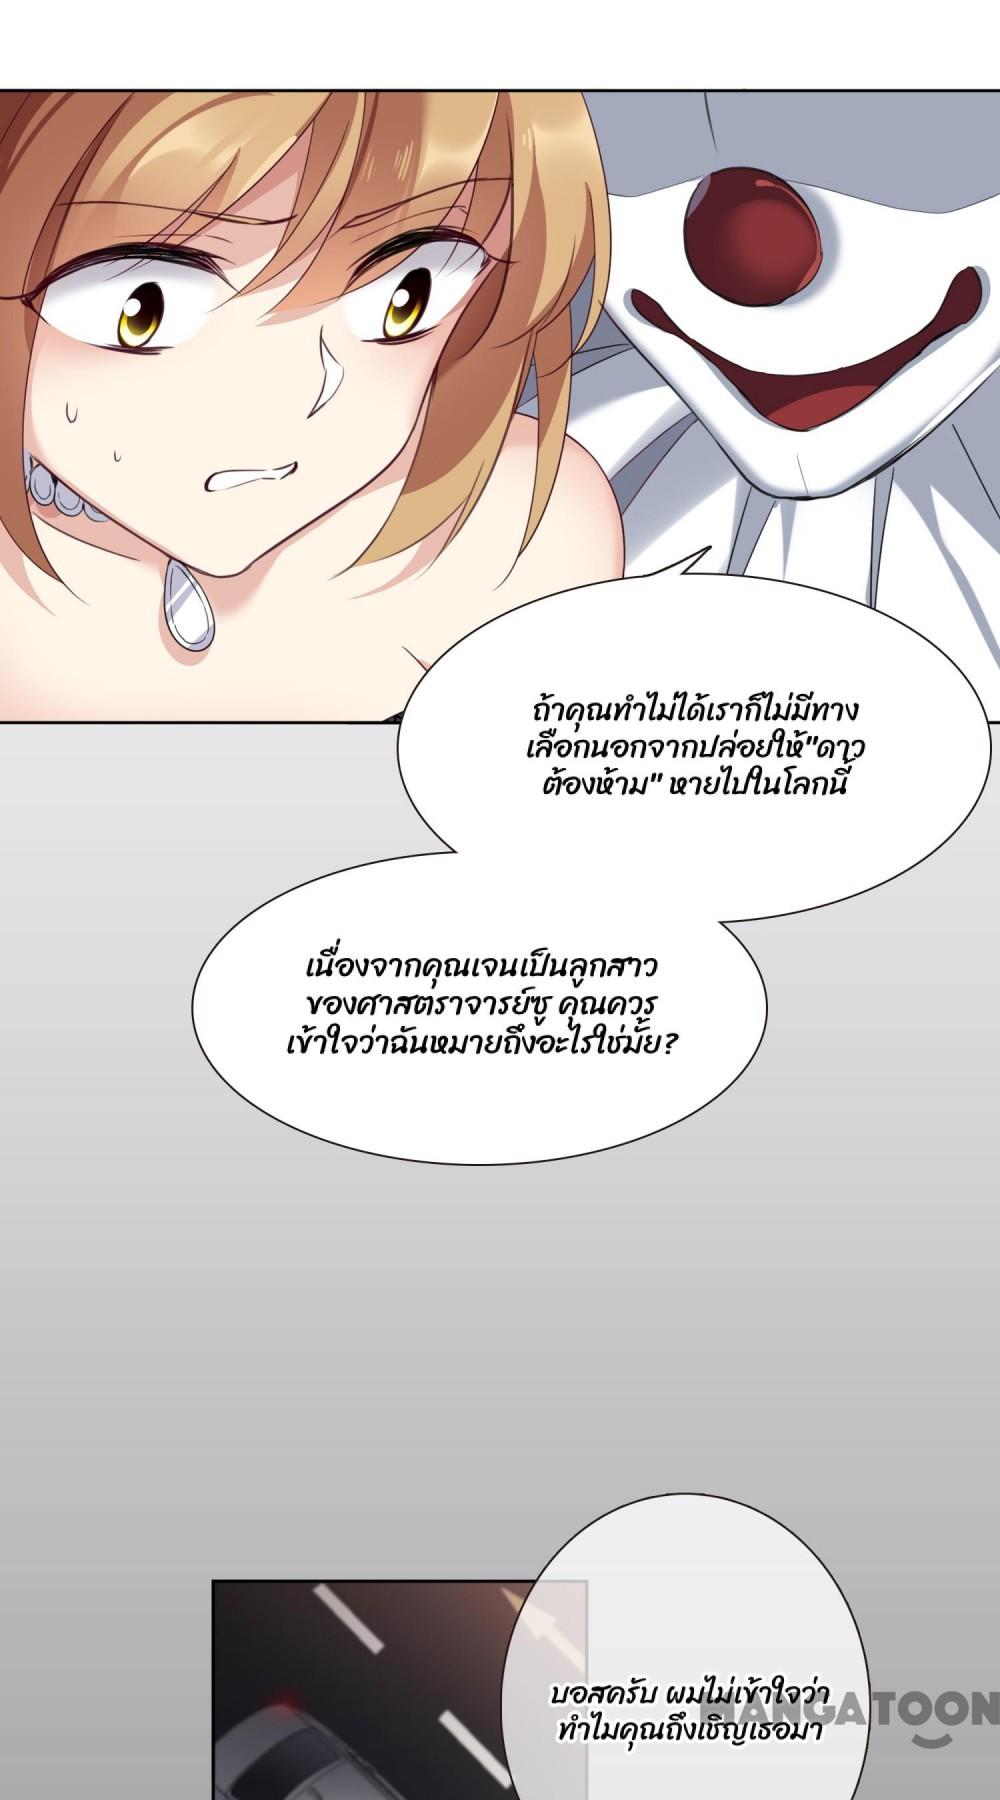 ถ้าคุณทำไม่ได้เราก็ไม่มีทาง
เลือกนอกจากปล่อยให้"ดาว
ต้องห้าม" หายไปในโลกนี้
เนื่องจากคุณเจนเป็นลูกสาว
ของศาสตราจารย์ซู คุณควร
เข้าใจว่าฉันหมายถึงอะไรใช่มั้ย?
บอสครับ ผมไม่เข้าใจว่า
ทำไมคุณถึงเชิญเธอมา
MANGATOON